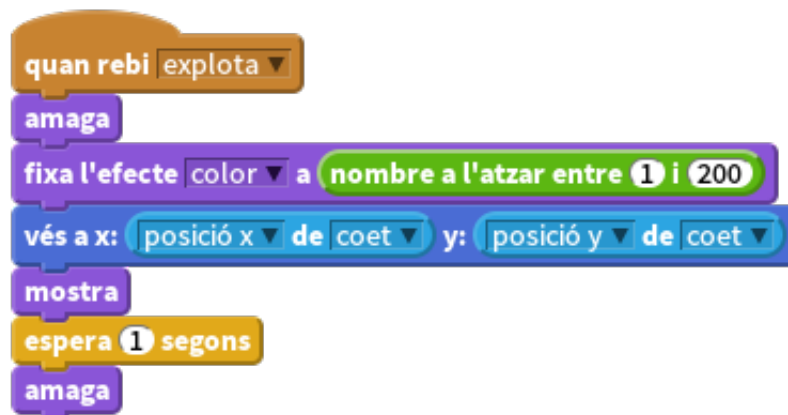 quan rebi explota
amaga
fixa l'efecte color a nombre a l'atzar entre 1 i 200
vés a x: posició x de coet y: posició y de coet
mostra
espera 1 segons
amaga